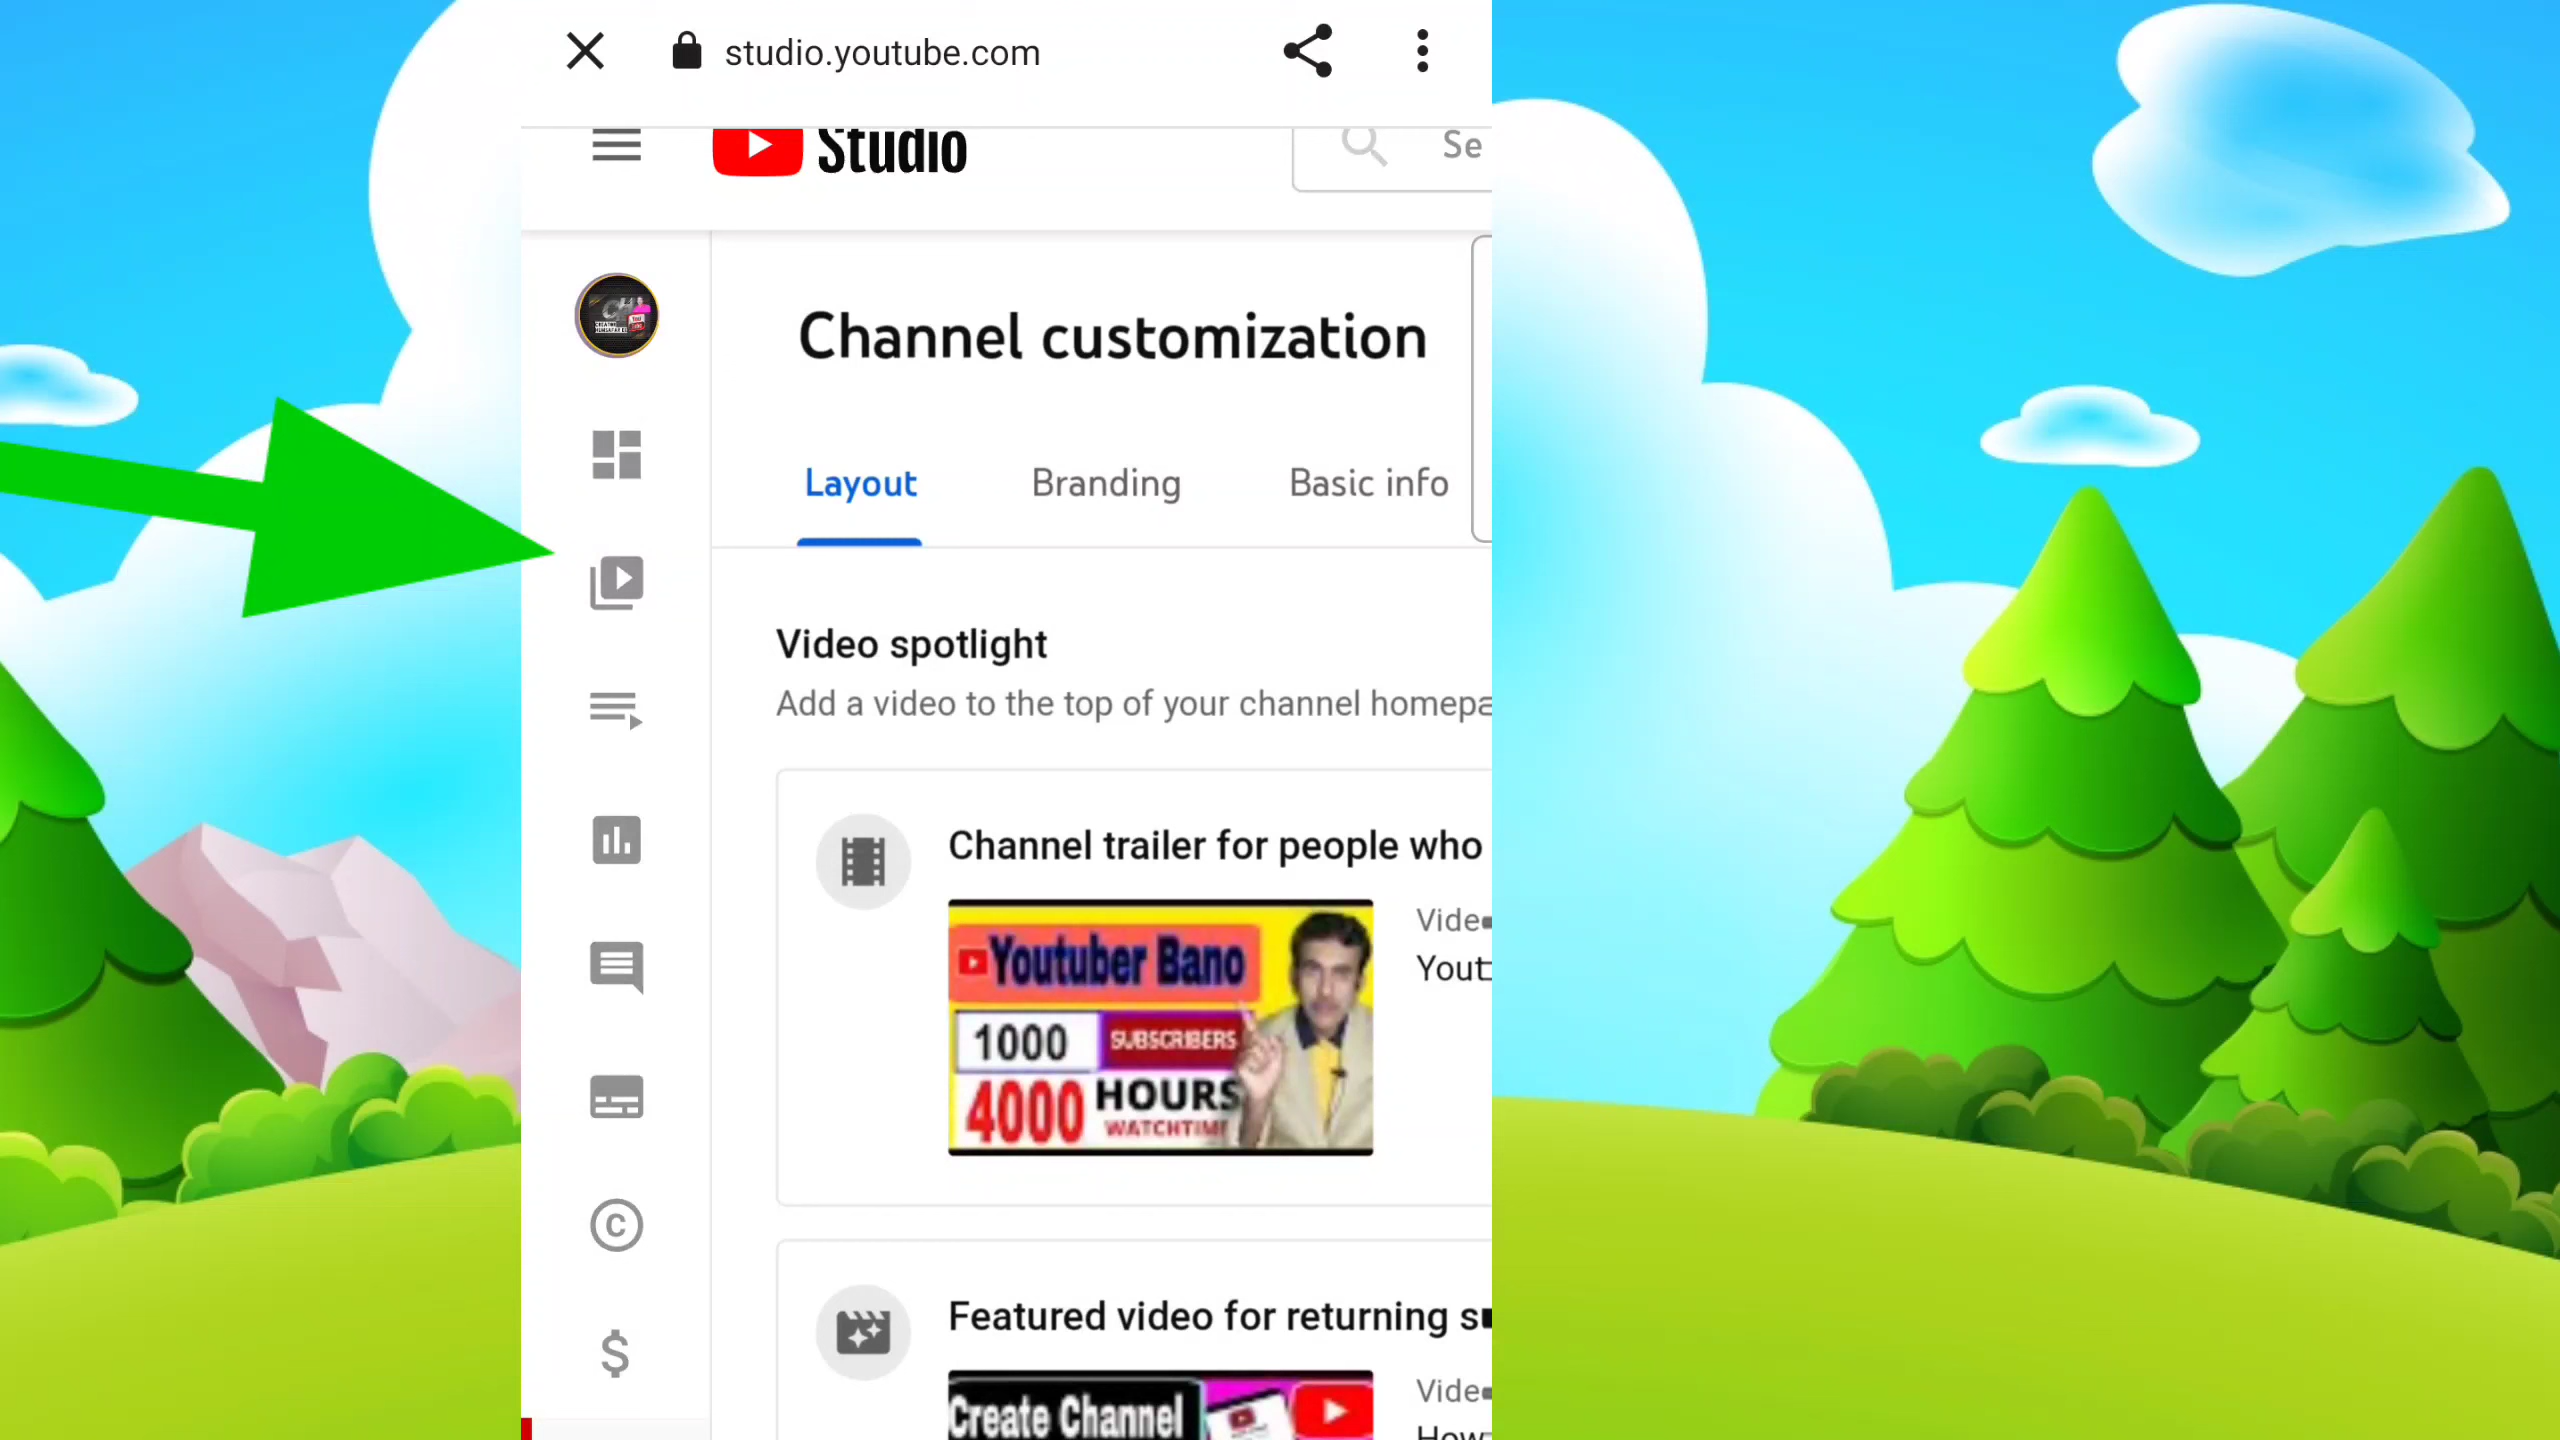 studio.youtube.com
Studio
Se
Channel customization
Layout Branding Basic info
Video spotlight
Add a video to the top of your channel homepa
Channel trailer for people who
Youtuber Bano
1000 SUBSCRIBERS
4000 HOURS
WATCHTIME
Vide
Yout
Featured video for returning su
Create Channel
Vide
How